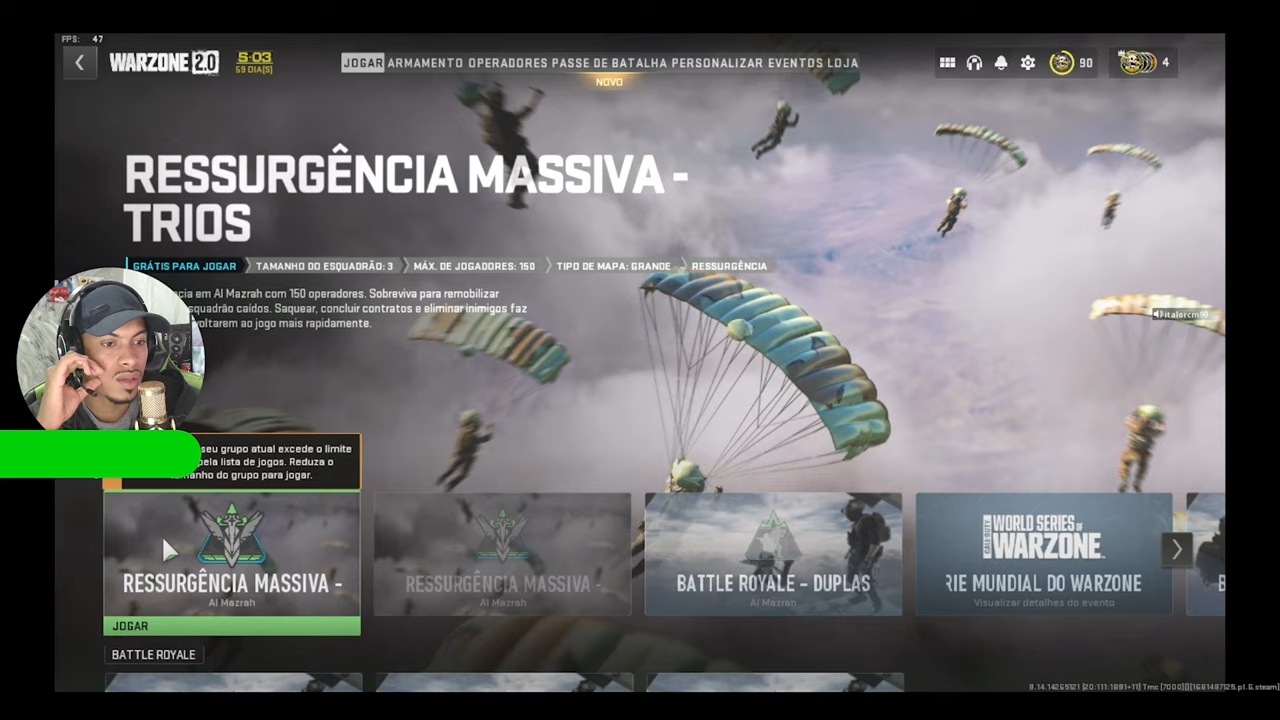 FPS: 47
WARZONE 2.0
S-03
59 DIA(S)
JOGAR ARMAMENTO OPERADORES PASSE DE BATALHA PERSONALIZAR EVENTOS LOJA
NOVO
90
4
RESSURGÊNCIA MASSIVA -
TRIOS
GRÁTIS PARA JOGAR
TAMANHO DO ESQUADRÃO: 3
MÁX. DE JOGADORES: 150
TIPO DE MAPA: GRANDE
RESSURGÊNCIA
cia em Al Mazrah com 150 operadores. Sobreviva para remobilizar
squadrão caídos. Saquear, concluir contratos e eliminar inimigos faz
voltarem ao jogo mais rapidamente.
italorcm99
seu grupo atual excede o limite
pela lista de jogos. Reduza o
manho do grupo para jogar.
RESSURGÊNCIA MASSIVA -
Al Mazrah
JOGAR
RESSURGÊNCIA MASSIVA -
Al Mazrah
BATTLE ROYALE - DUPLAS
Al Mazrah
CALL OF DUTY
WORLD SERIES OF
WARZONE
RIE MUNDIAL DO WARZONE
Visualizar detalhes do evento
B
BATTLE ROYALE